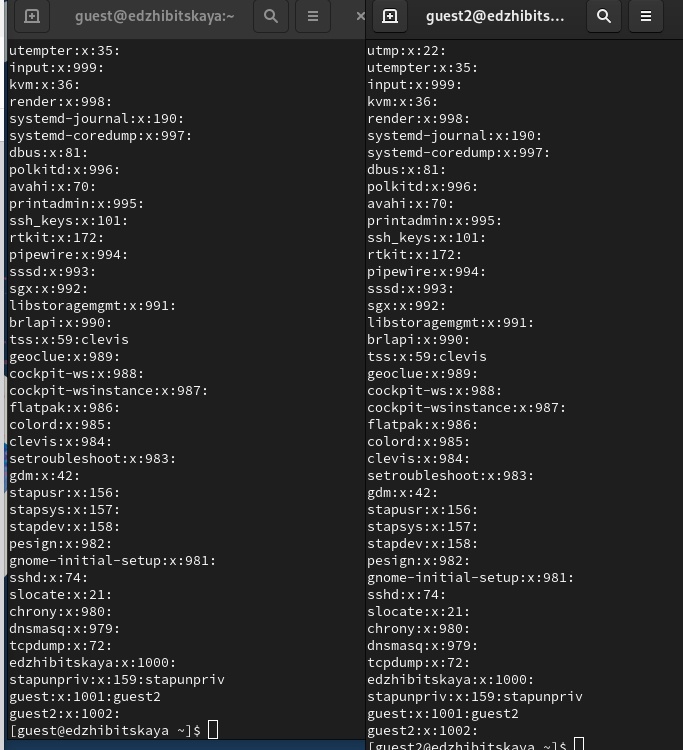 guest@edzhibitskaya:~
utempter:x:35:
input:x:999:
kvm:x:36:
render:x:998:
systemd-journal:x:190:
systemd-coredump:x:997:
dbus:x:81:
polkitd:x:996:
avahi:x:70:
printadmin:x:995:
ssh_keys:x:101:
rtkit:x:172:
pipewire:x:994:
sssd:x:993:
sgx:x:992:
libstoragemgmt:x:991:
brlapi:x:990:
tss:x:59:clevis
geoclue:x:989:
cockpit-ws:x:988:
cockpit-wsinstance:x:987:
flatpak:x:986:
colord:x:985:
clevis:x:984:
setroubleshoot:x:983:
gdm:x:42:
stapusr:x:156:
stapsys:x:157:
stapdev:x:158:
pesign:x:982:
gnome-initial-setup:x:981:
sshd:x:74:
slocate:x:21:
chrony:x:980:
dnsmasq:x:979:
tcpdump:x:72:
edzhibitskaya:x:1000:
stapunpriv:x:159:stapunpriv
guest:x:1001:guest2
guest2:x:1002:
[guest@edzhibitskaya ~]$
guest2@edzhibits...
utmp:x:22:
utempter:x:35:
input:x:999:
kvm:x:36:
render:x:998:
systemd-journal:x:190:
systemd-coredump:x:997:
dbus:x:81:
polkitd:x:996:
avahi:x:70:
printadmin:x:995:
ssh_keys:x:101:
rtkit:x:172:
pipewire:x:994:
sssd:x:993:
sgx:x:992:
libstoragemgmt:x:991:
brlapi:x:990:
tss:x:59:clevis
geoclue:x:989:
cockpit-ws:x:988:
cockpit-wsinstance:x:987:
flatpak:x:986:
colord:x:985:
clevis:x:984:
setroubleshoot:x:983:
gdm:x:42:
stapusr:x:156:
stapsys:x:157:
stapdev:x:158:
pesign:x:982:
gnome-initial-setup:x:981:
sshd:x:74:
slocate:x:21:
chrony:x:980:
dnsmasq:x:979:
tcpdump:x:72:
edzhibitskaya:x:1000:
stapunpriv:x:159:stapunpriv
guest:x:1001:guest2
guest2:x:1002:
[guest2@edzhibitskaya ~]$